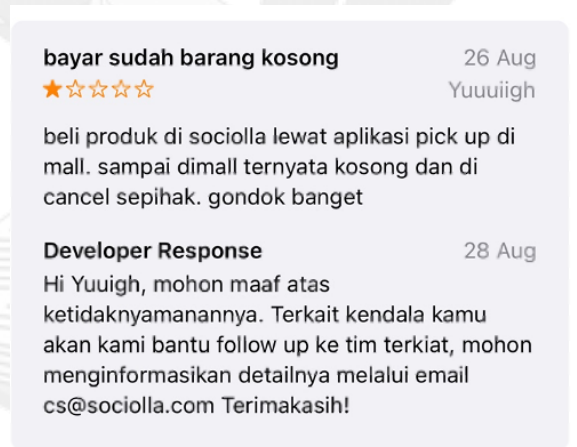 bayar sudah barang kosong 26 Aug
★☆☆☆☆ Yuuuiigh
beli produk di sociolla lewat aplikasi pick up di
mall. sampai dimall ternyata kosong dan di
cancel sepihak. gondok banget
Developer Response 28 Aug
Hi Yuuigh, mohon maaf atas
ketidaknyamanannya. Terkait kendala kamu
akan kami bantu follow up ke tim terkiat, mohon
menginformasikan detailnya melalui email
cs@sociolla.com Terimakasih!